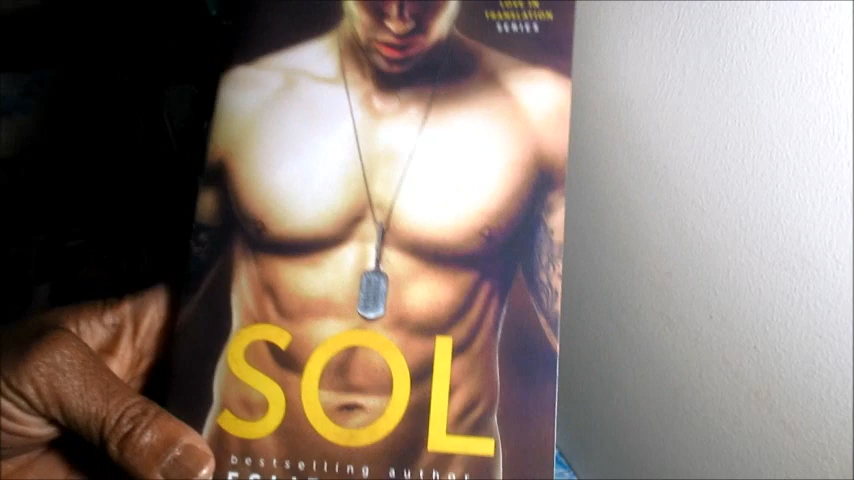 LOVE IN
TRANSLATION
SERIES
SOL
bestselling author